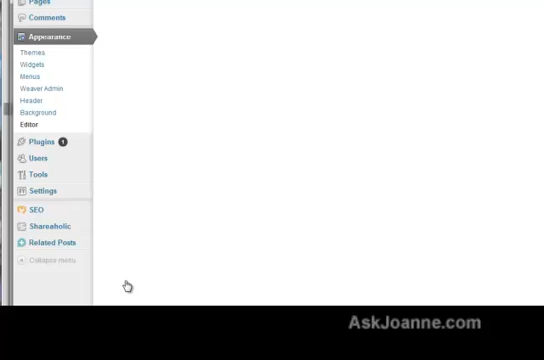 Pages
Comments
Appearance
Themes
Widgets
Menus
Weaver Admin
Header
Background
Editor
Plugins 1
Users
Tools
Settings
SEO
Shareaholic
Related Posts
Collapse menu
AskJoanne.com